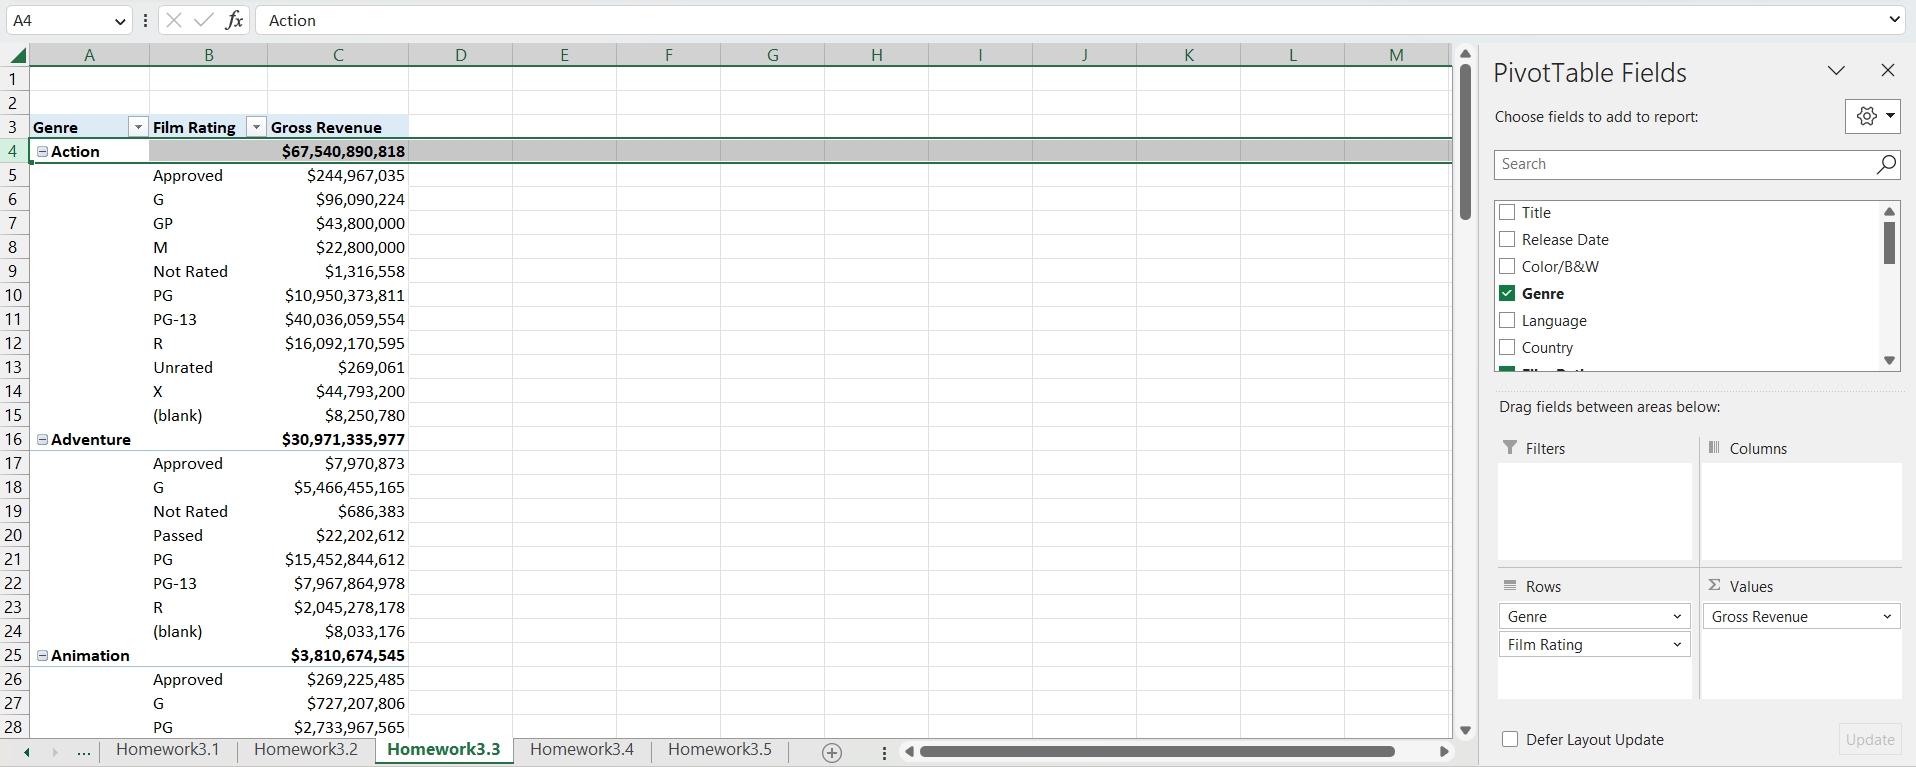 A4 fx Action
A B C D E F G H I J K L M
1
2
3 Genre Film Rating Gross Revenue
4 Action $67,540,890,818
5 Approved $244,967,035
6 G $96,090,224
7 GP $43,800,000
8 M $22,800,000
9 Not Rated $1,316,558
10 PG $10,950,373,811
11 PG-13 $40,036,059,554
12 R $16,092,170,595
13 Unrated $269,061
14 X $44,793,200
15 (blank) $8,250,780
16 Adventure $30,971,335,977
17 Approved $7,970,873
18 G $5,466,455,165
19 Not Rated $686,383
20 Passed $22,202,612
21 PG $15,452,844,612
22 PG-13 $7,967,864,978
23 R $2,045,278,178
24 (blank) $8,033,176
25 Animation $3,810,674,545
26 Approved $269,225,485
27 G $727,207,806
28 PG $2,733,967,565
... Homework3.1 Homework3.2 Homework3.3 Homework3.4 Homework3.5
PivotTable Fields
Choose fields to add to report:
Search
Title
Release Date
Color/B&W
Genre
Language
Country
Drag fields between areas below:
Filters
Columns
Rows
Genre
Film Rating
Σ Values
Gross Revenue
Defer Layout Update
Update